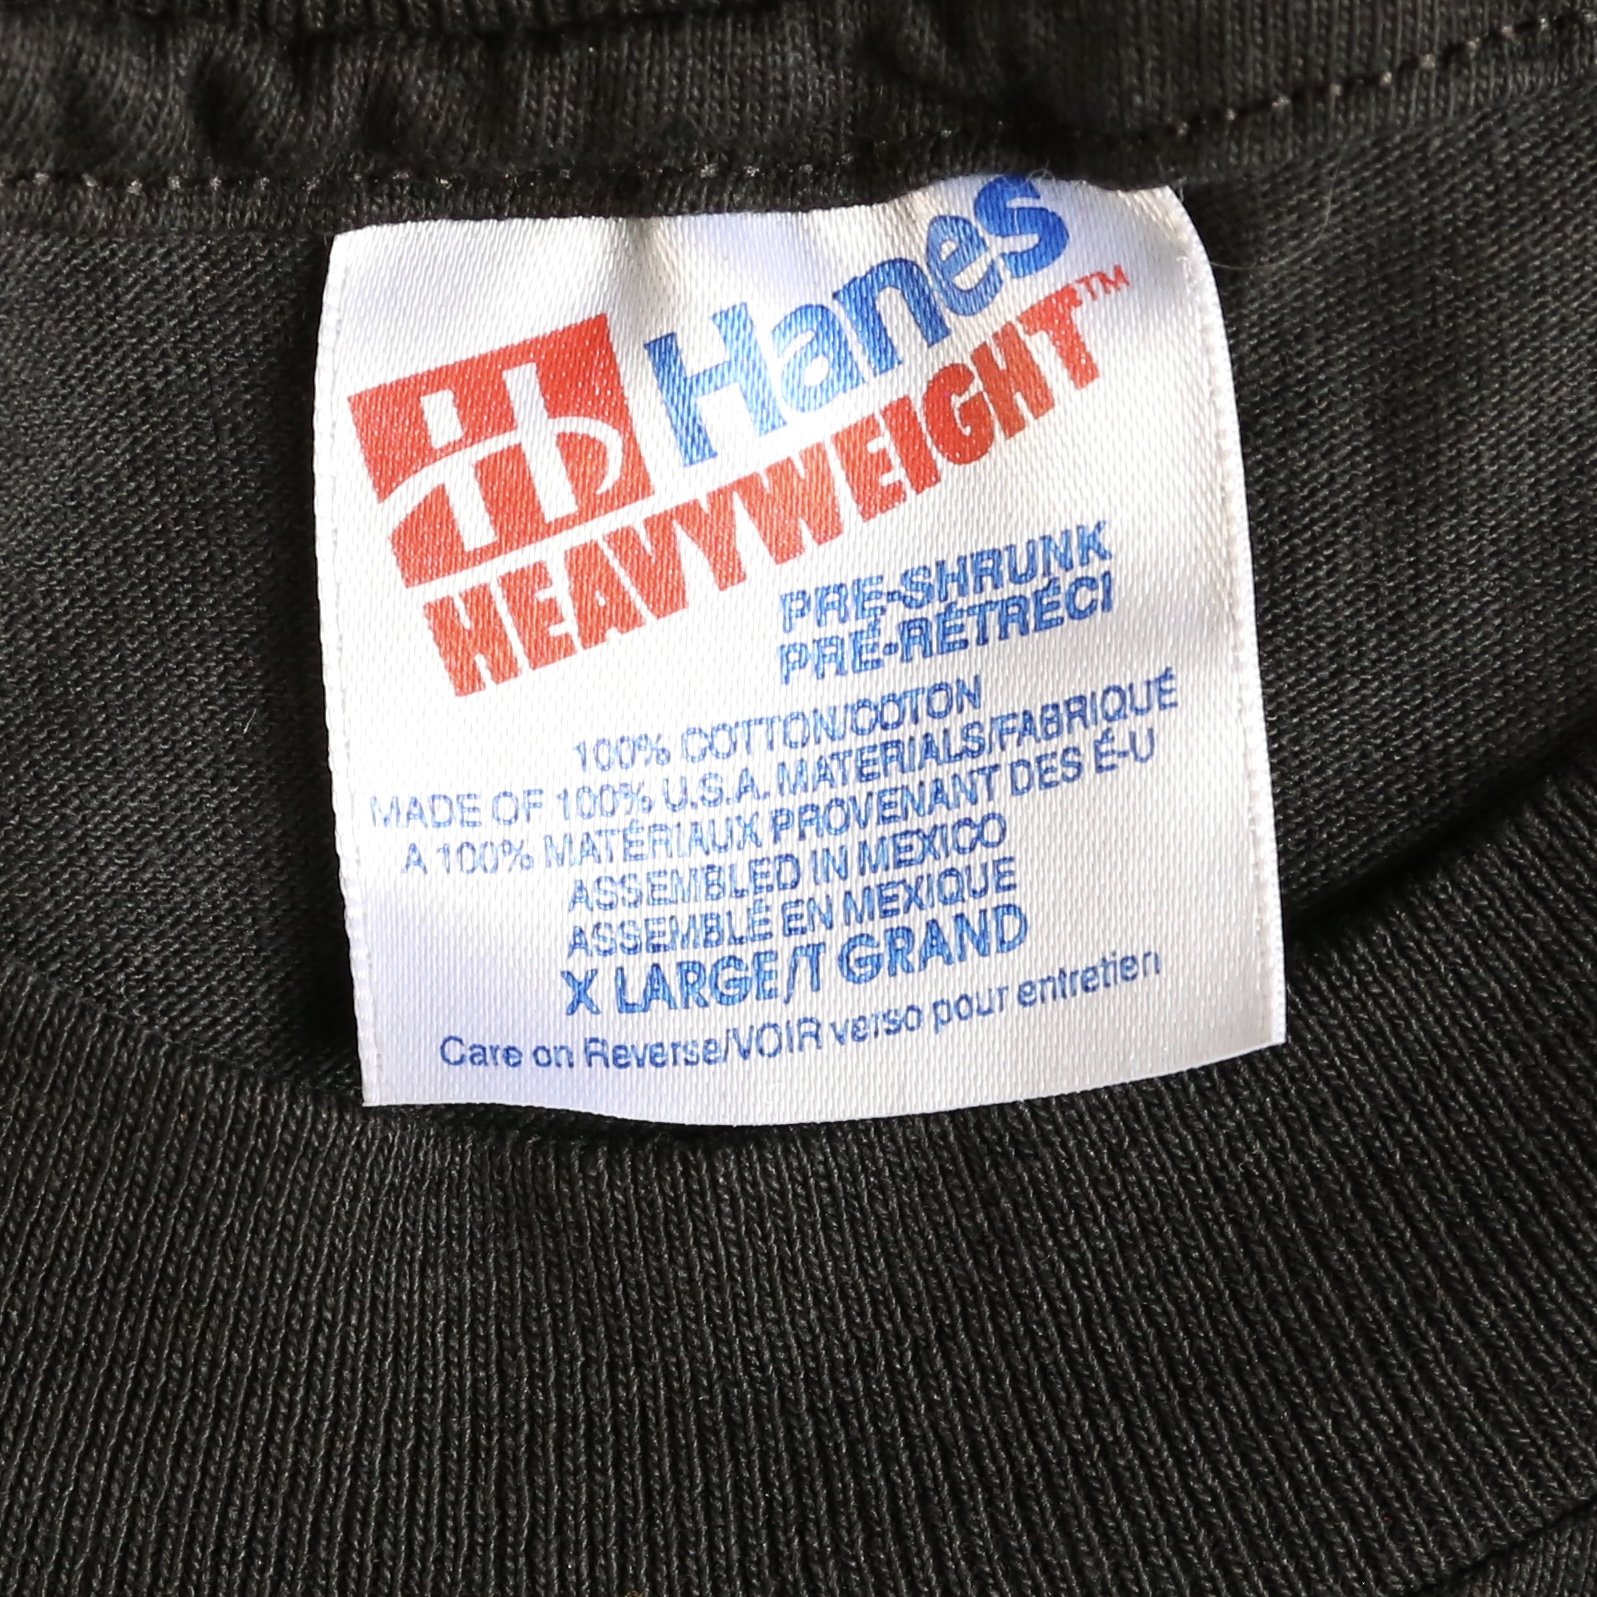 Hanes
HEAVYWEIGHT™
PRE-SHRUNK
PRÉ-RÉTRÉCI
100% COTTON/COTON
MADE OF 100% U.S.A. MATERIALS/FABRIQUÉ
A 100% MATÉRIAUX PROVENANT DES É-U
ASSEMBLED IN MEXICO
ASSEMBLÉ EN MEXIQUE
X LARGE/T GRAND
Care on Reverse/VOIR verso pour entretien